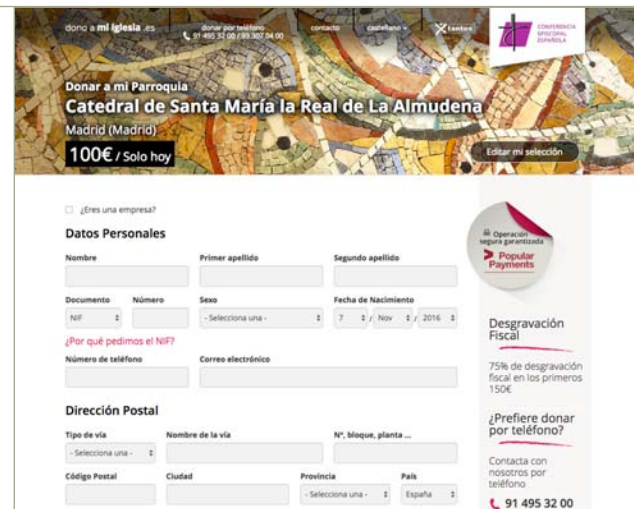 dono a mi iglesia .es
donar por teléfono
91 495 32 00 / 93 307 04 00
contacto
castellano
Xtantos
CONFERENCIA
EPISCOPAL
ESPAÑOLA
Donar a mi Parroquia
Catedral de Santa María la Real de La Almudena
Madrid (Madrid)
100€ / Solo hoy
Editar mi selección
¿Eres una empresa?
Datos Personales
Nombre Primer apellido Segundo apellido
Documento Número Sexo Fecha de Nacimiento
NIF - Selecciona una - 7 / Nov / 2016
¿Por qué pedimos el NIF?
Número de teléfono Correo electrónico
Dirección Postal
Tipo de vía Nombre de la vía Nº, bloque, planta ...
- Selecciona una -
Código Postal Ciudad Provincia País
- Selecciona una - España
Operación
segura garantizada
Popular
Payments
Desgravación
Fiscal
75% de desgravación
fiscal en los primeros
150€
¿Prefiere donar
por teléfono?
Contacta con
nosotros por
teléfono
91 495 32 00